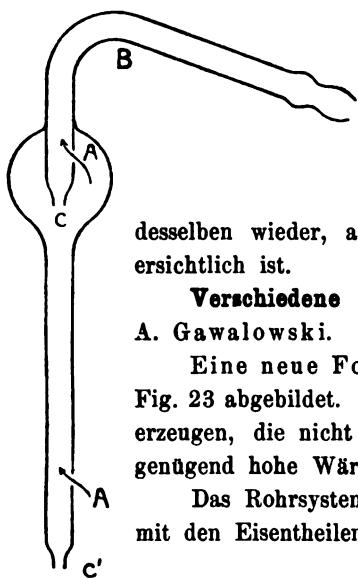 B
A
C
desselben wieder, a
ersichtlich ist.
Verschiedene
A. Gawalowski.
Eine neue Fo
Fig. 23 abgebildet.
erzeugen, die nicht
genügend hohe Wär
Das Rohrsysten
mit den Eisentheilen
A
C'